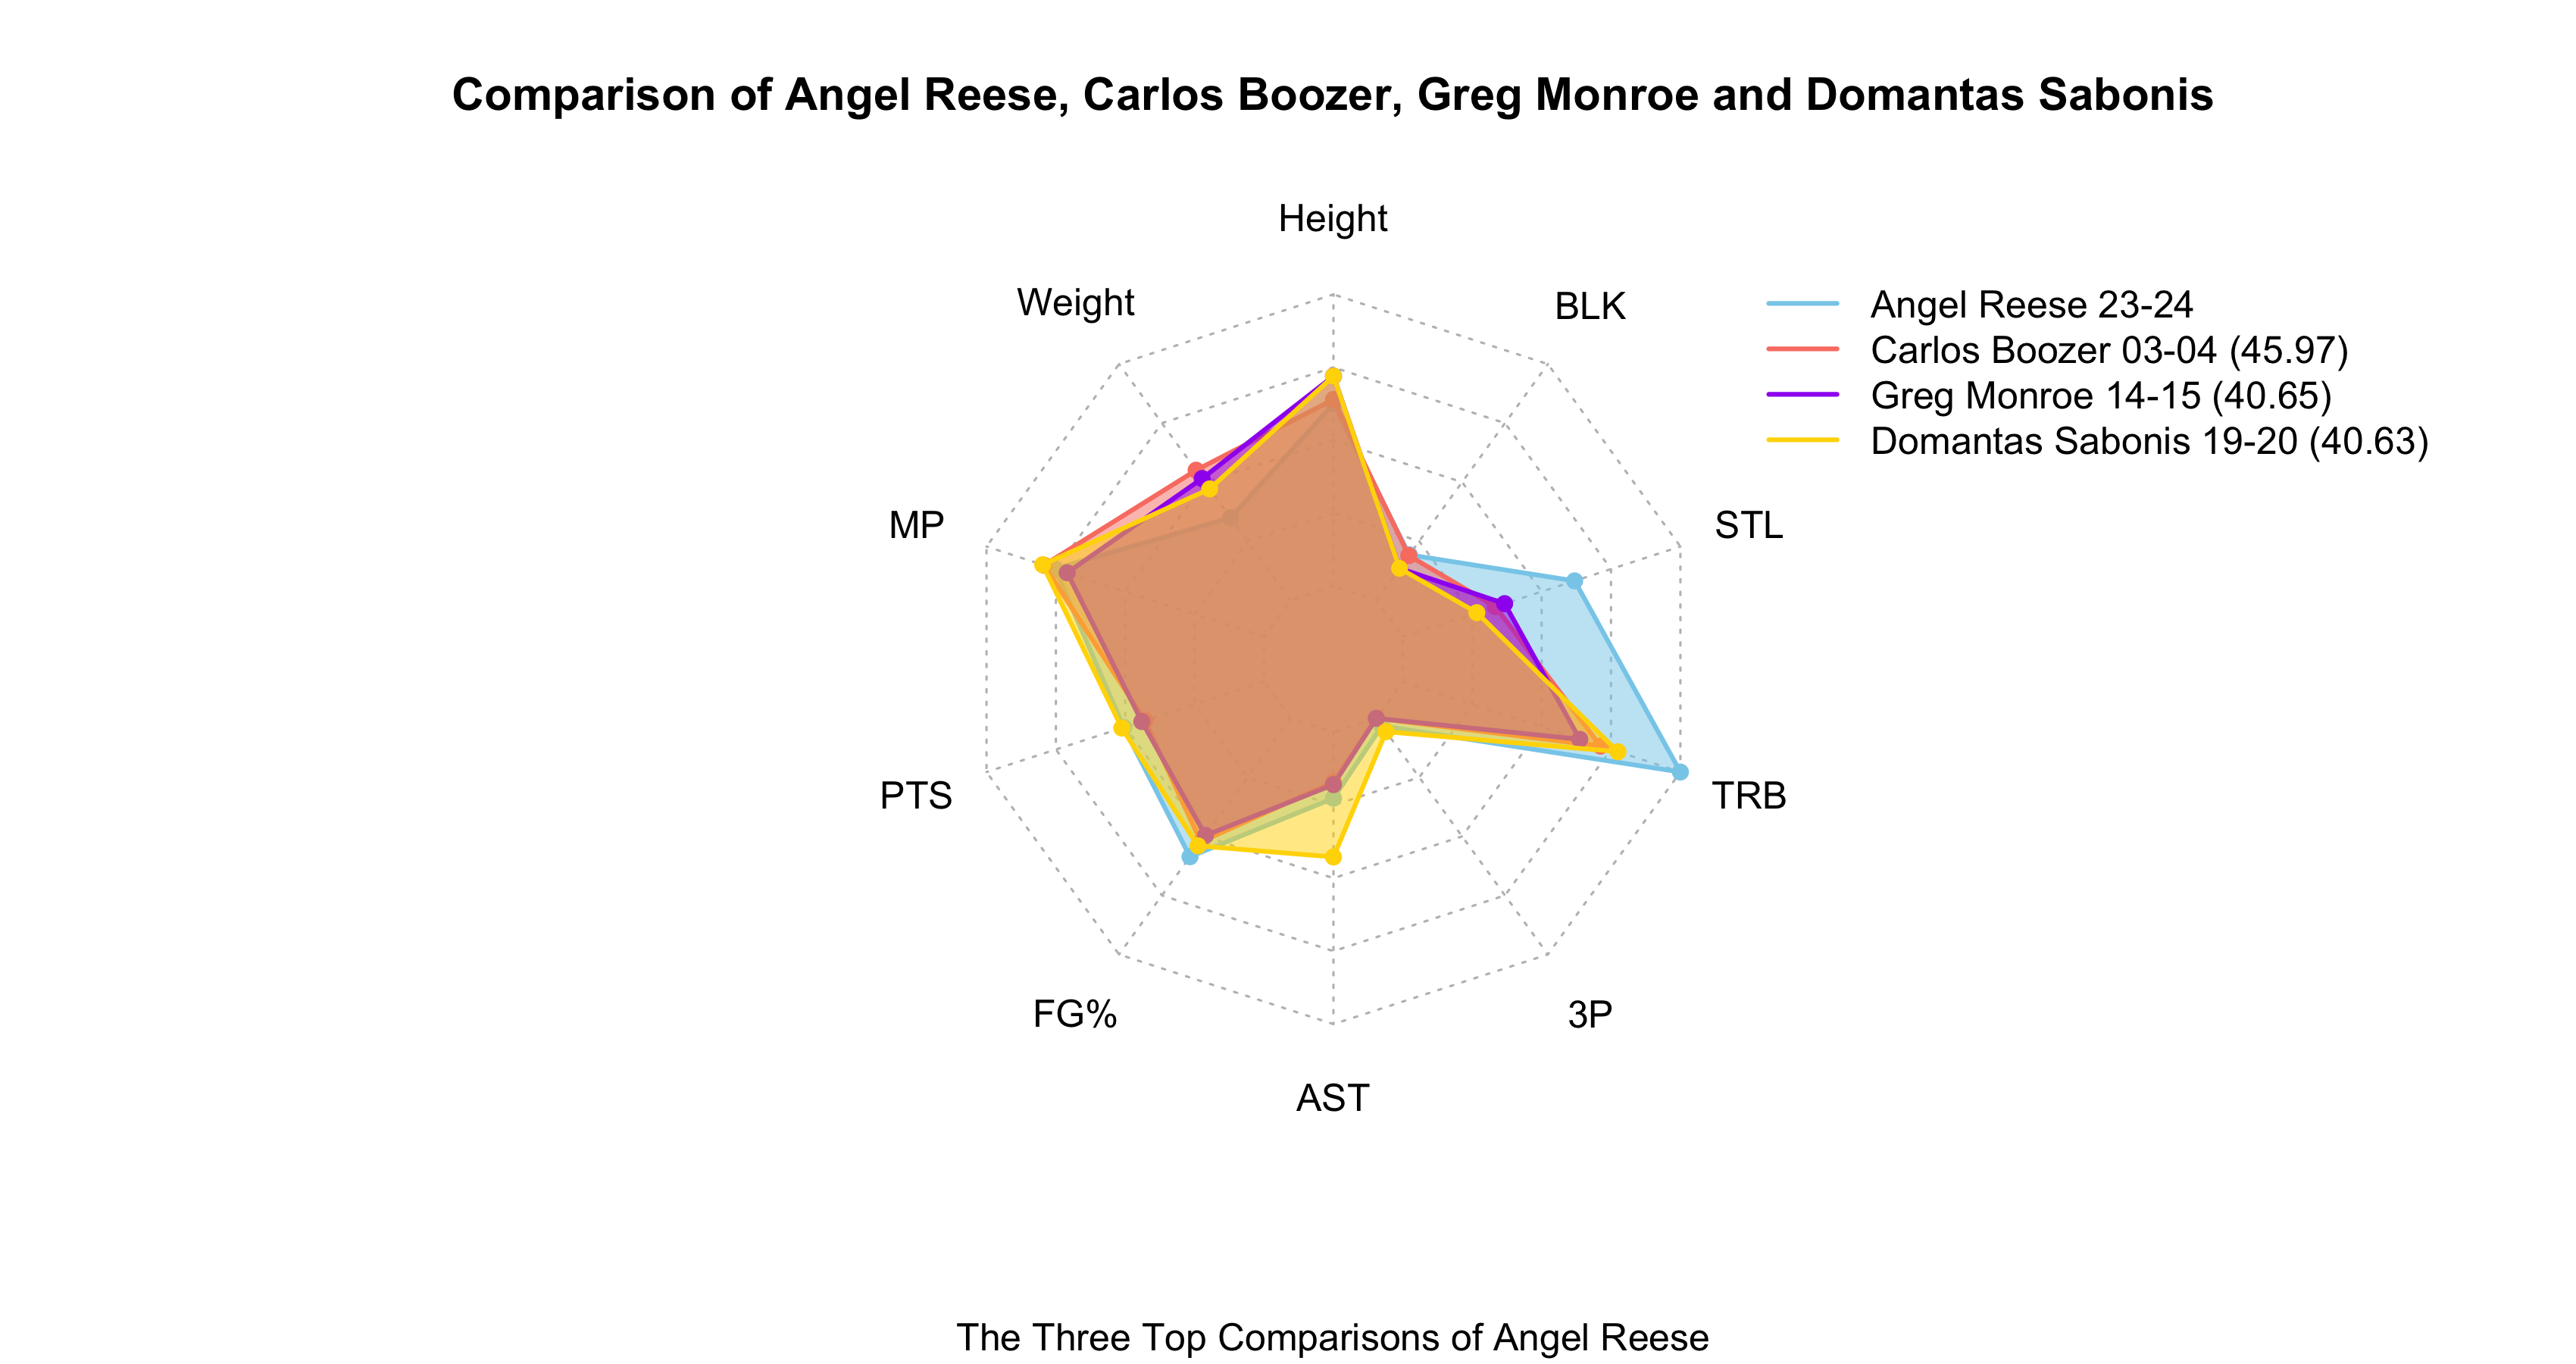 Comparison of Angel Reese, Carlos Boozer, Greg Monroe and Domantas Sabonis
Height
Weight
BLK
Angel Reese 23-24
Carlos Boozer 03-04 (45.97)
Greg Monroe 14-15 (40.65)
Domantas Sabonis 19-20 (40.63)
MP
STL
PTS
TRB
FG%
3P
AST
The Three Top Comparisons of Angel Reese